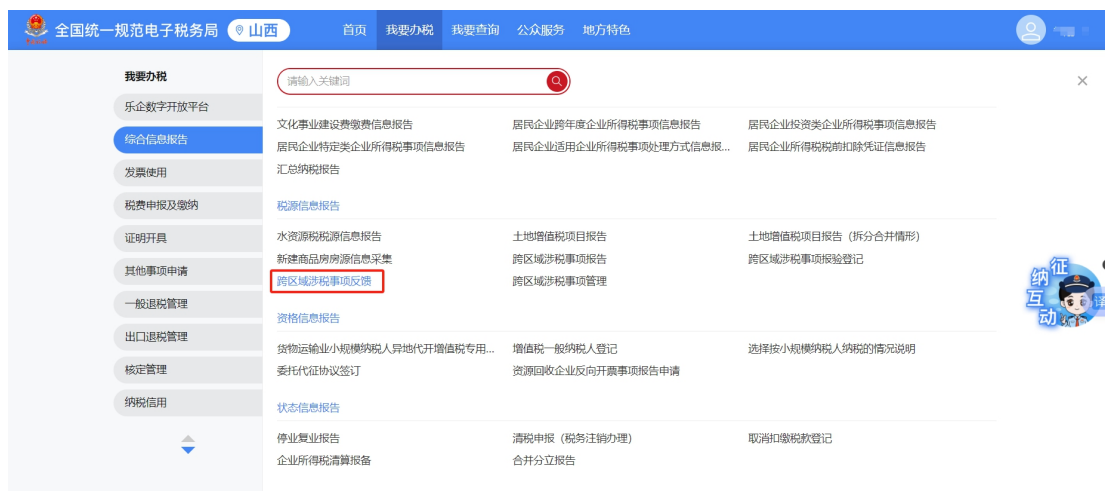 全国统一规范电子税务局 山西 首页 我要办税 我要查询 公众服务 地方特色
我要办税
乐企数字开放平台
综合信息报告
发票使用
税费申报及缴纳
证明开具
其他事项申请
一般退税管理
出口退税管理
核定管理
纳税信用
请输入关键词
文化事业建设费缴费信息报告 居民企业跨年度企业所得税事项信息报告 居民企业投资类企业所得税事项信息报告
居民企业特定类企业所得税事项信息报告 居民企业适用企业所得税事项处理方式信息报... 居民企业所得税税前扣除凭证信息报告
汇总纳税报告
税源信息报告
水资源税税源信息报告 土地增值税项目报告 土地增值税项目报告（拆分合并情形）
新建商品房房源信息采集 跨区域涉税事项报告 跨区域涉税事项报验登记
跨区域涉税事项反馈 跨区域涉税事项管理
资格信息报告
货物运输业小规模纳税人异地代开增值税专用... 增值税一般纳税人登记 选择按小规模纳税人纳税的情况说明
委托代征协议签订 资源回收企业反向开票事项报告申请
状态信息报告
停业复业报告 清税申报（税务注销办理） 取消扣缴税款登记
企业所得税清算报备 合并分立报告
征纳互动
译